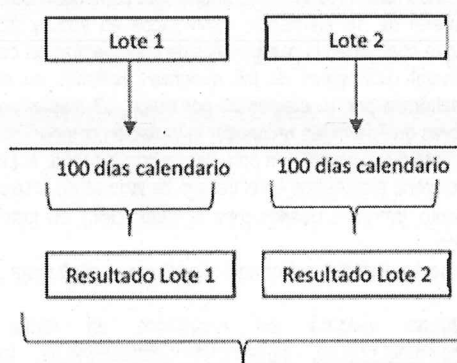 Lote 1 Lote 2
100 días calendario 100 días calendario
Resultado Lote 1 Resultado Lote 2